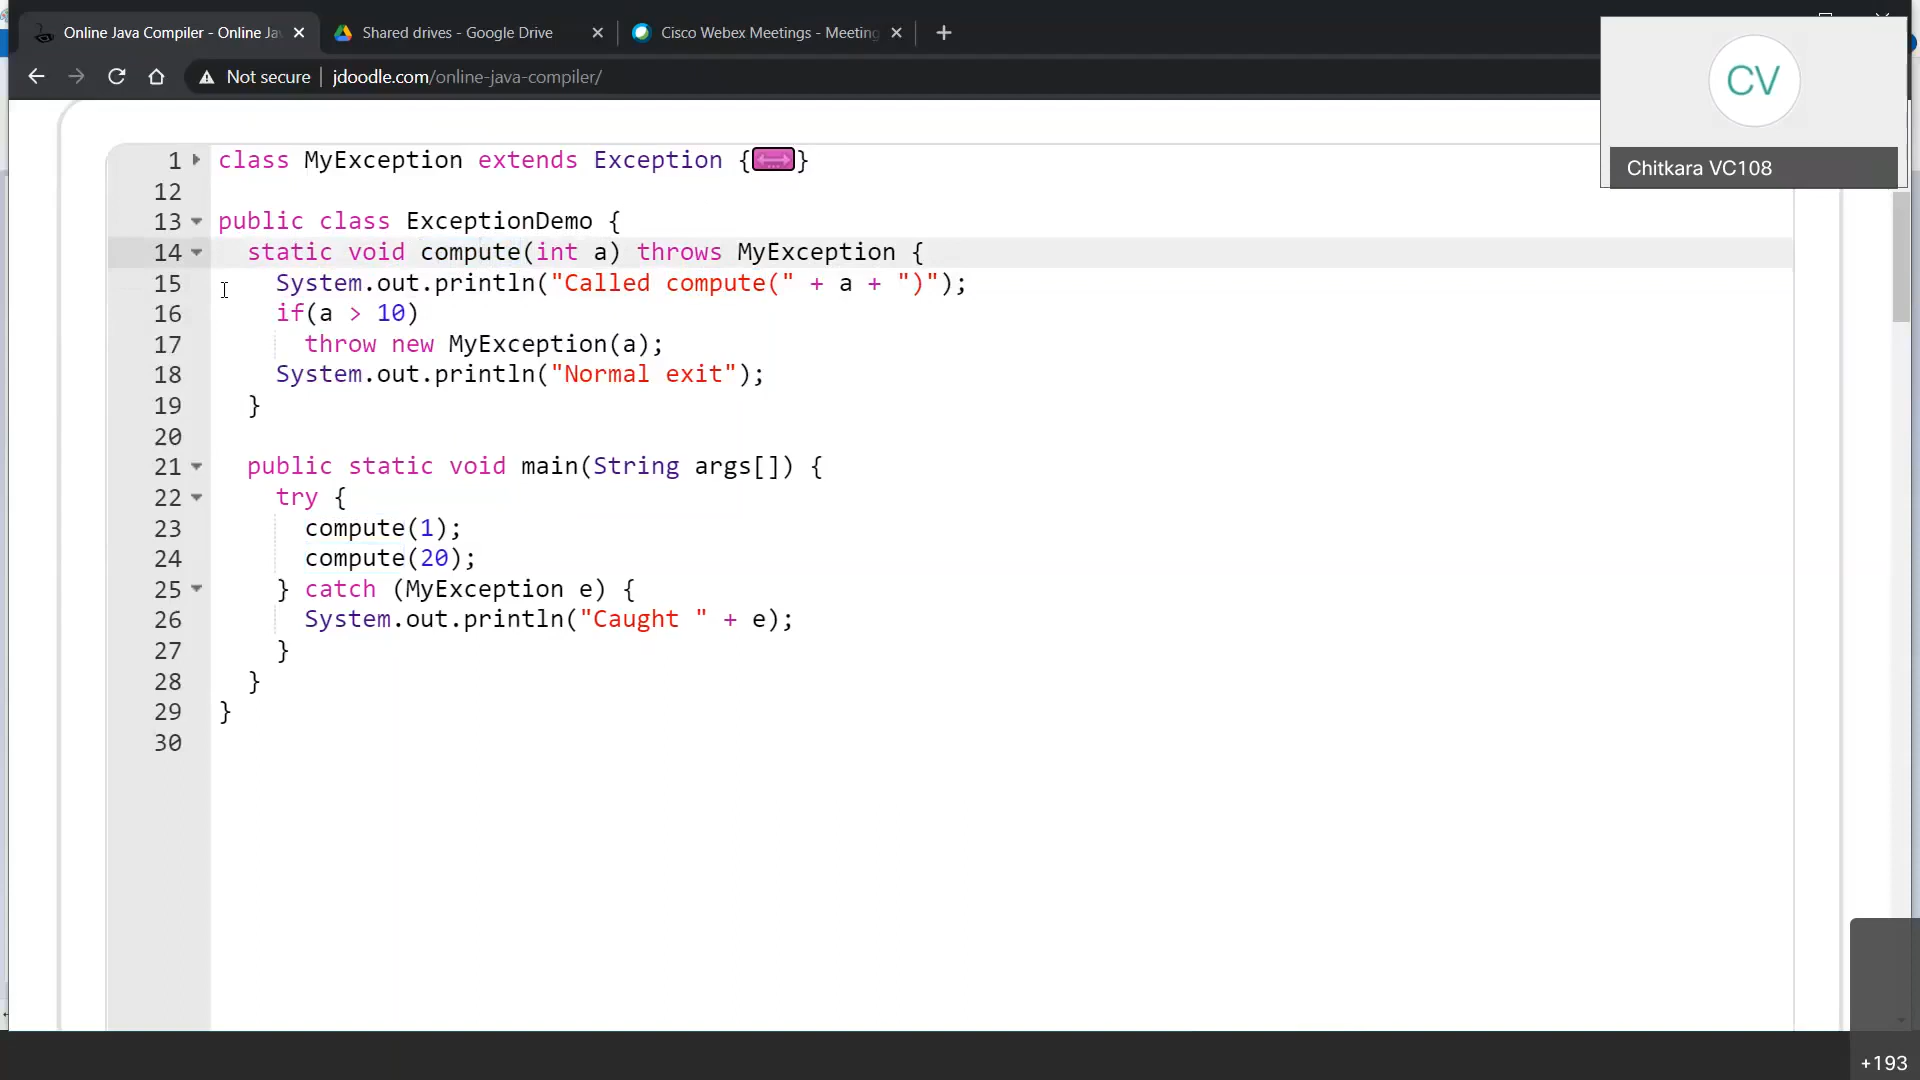 Online Java Compiler - Online Ja
Shared drives - Google Drive
Cisco Webex Meetings - Meeting
Not secure | jdoodle.com/online-java-compiler/
CV
Chitkara VC108
1 class MyException extends Exception {...}
12
13 public class ExceptionDemo {
14 static void compute(int a) throws MyException {
15 System.out.println("Called compute(" + a + ")");
16 if(a > 10)
17 throw new MyException(a);
18 System.out.println("Normal exit");
19 }
20
21 public static void main(String args[]) {
22 try {
23 compute(1);
24 compute(20);
25 } catch (MyException e) {
26 System.out.println("Caught " + e);
27 }
28 }
29 }
30
+193